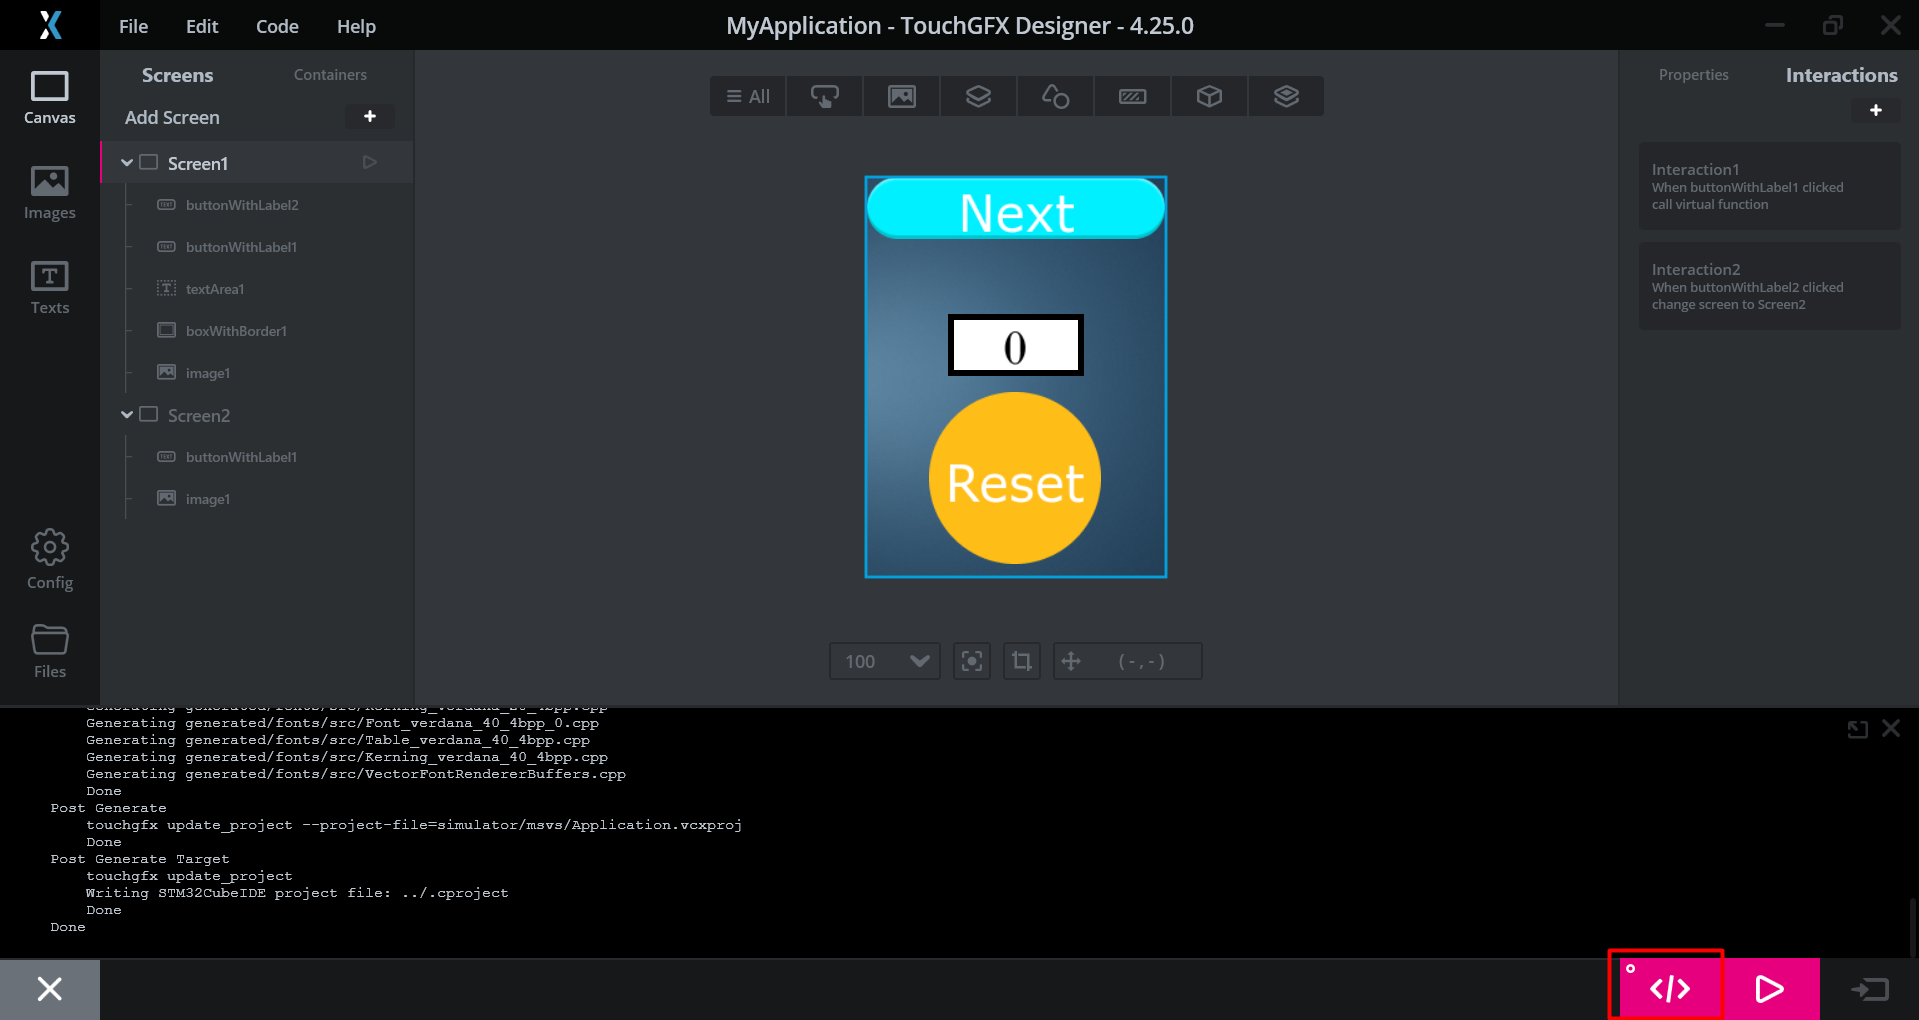 File Edit Code Help
MyApplication - TouchGFX Designer - 4.25.0
Canvas
Images
Texts
Config
Files
Screens Containers
Add Screen +
Screen1
buttonWithLabel2
buttonWithLabel1
textArea1
boxWithBorder1
image1
Screen2
buttonWithLabel1
image1
All
Next
0
Reset
100
(-,-)
Properties Interactions
+
Interaction1
When buttonWithLabel1 clicked
call virtual function
Interaction2
When buttonWithLabel2 clicked
change screen to Screen2
Generating generated/fonts/src/Font_verdana_40_4bpp_0.cpp
Generating generated/fonts/src/Table_verdana_40_4bpp.cpp
Generating generated/fonts/src/Kerning_verdana_40_4bpp.cpp
Generating generated/fonts/src/VectorFontRendererBuffers.cpp
Done
Post Generate
touchgfx update_project --project-file=simulator/msvs/Application.vcxproj
Done
Post Generate Target
touchgfx update_project
Writing STM32CubeIDE project file: ../.cproject
Done
Done